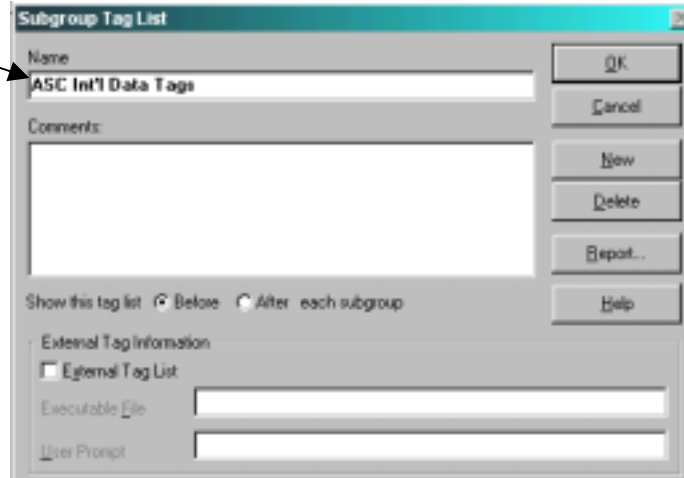 Subgroup Tag List
Name
ASC Int'l Data Tags
Comments:
OK
Cancel
New
Delete
Report...
Help
Show this tag list Before After each subgroup
External Tag Information
External Tag List
Executable File
User Prompt